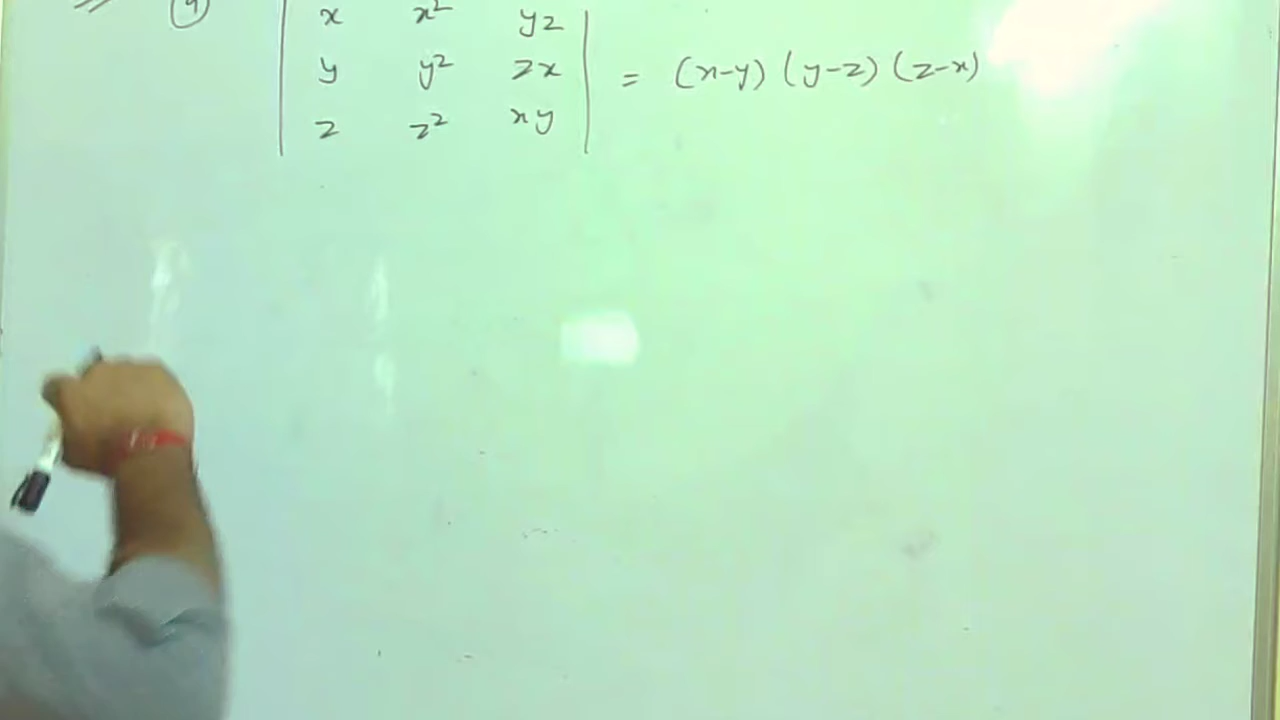 ④ | x x² yz |
| y y² zx | = (x-y) (y-z) (z-x)
| z z² xy |